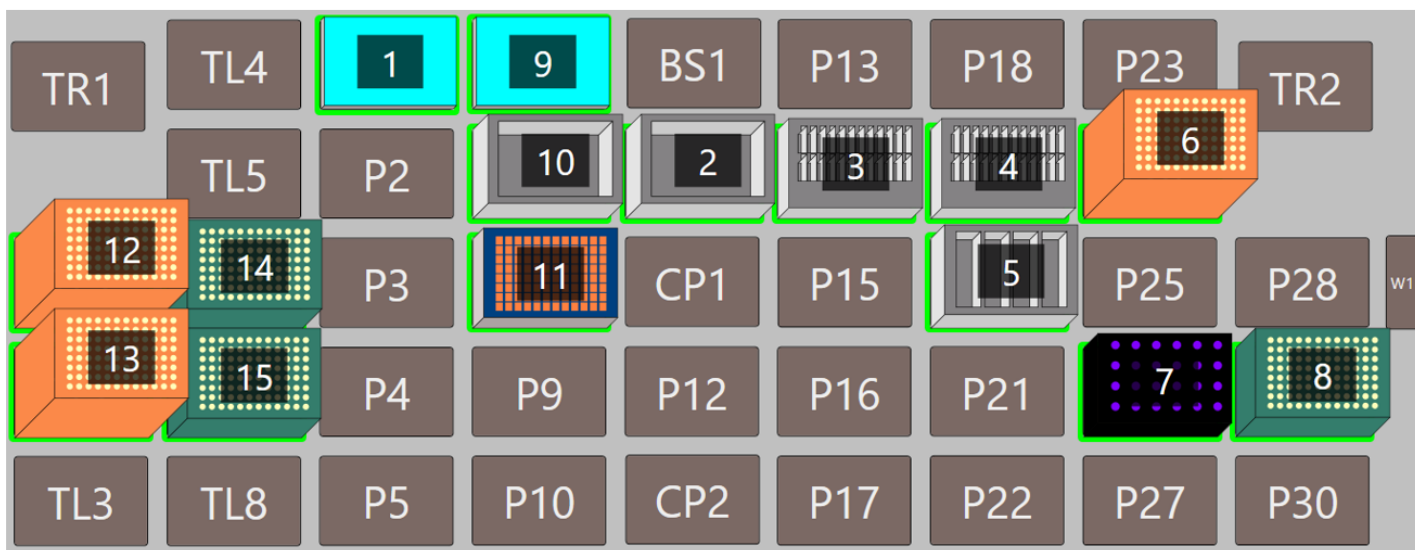 TR1 TL4 1 9 BS1 P13 P18 P23 TR2
TL5 P2 10 2 3 4 6
12 14 P3 11 CP1 P15 5 P25 P28 W1
13 15 P4 P9 P12 P16 P21 7 8
TL3 TL8 P5 P10 CP2 P17 P22 P27 P30